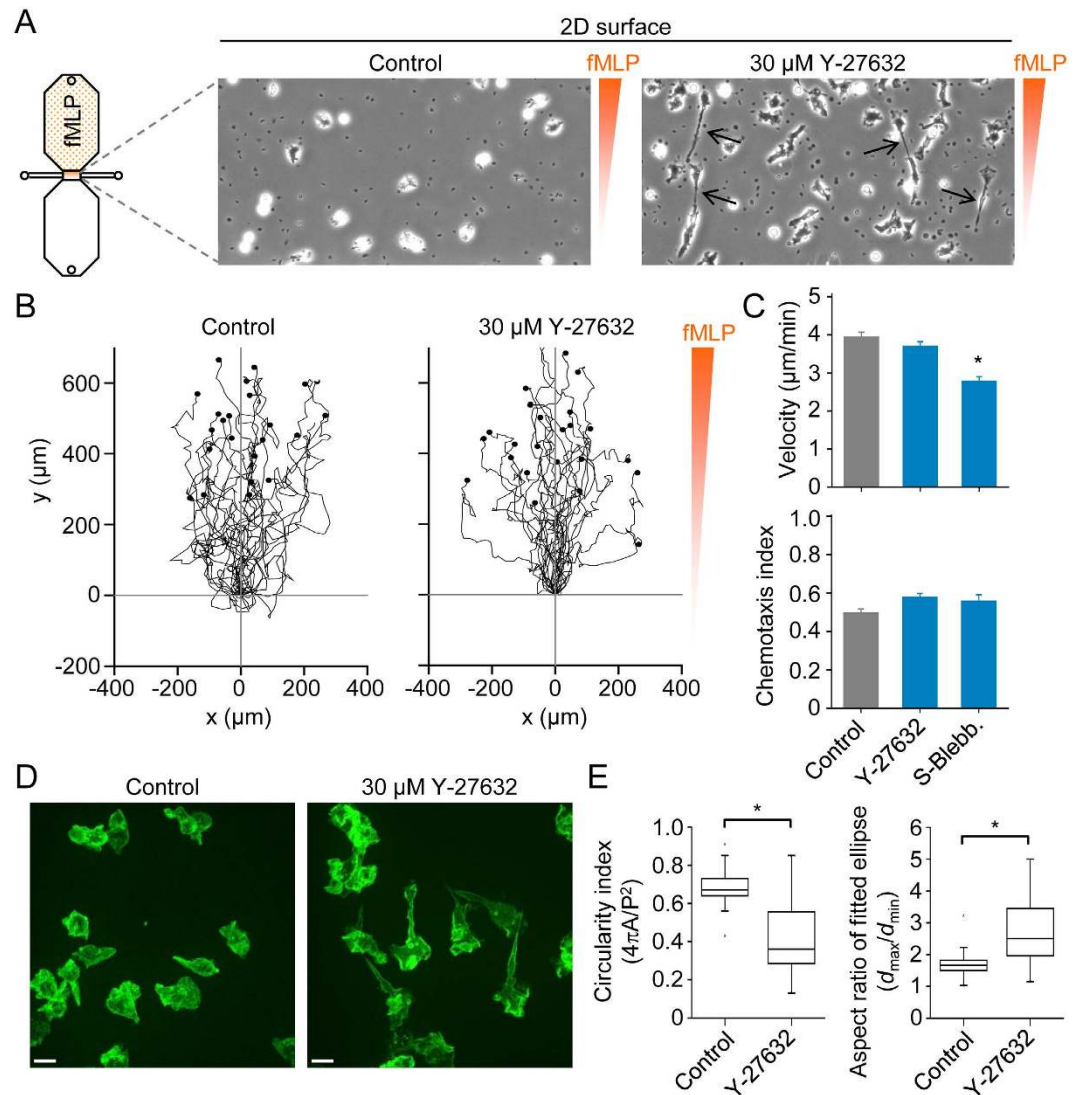 A
2D surface
Control
fMLP
30 µM Y-27632
fMLP
fMLP
B
Control
30 µM Y-27632
fMLP
y (µm)
600
400
200
0
-200
-400
-200
0
200
400
-400
-200
0
200
400
x (µm)
x (µm)
C
Velocity (µm/min)
5
4
3
2
1
0
*
Chemotaxis index
1.0
0.8
0.6
0.4
0.2
0
Control
Y-27632
S-Blebb.
D
Control
30 µM Y-27632
E
Circularity index
(4πA/P²)
1.0
0.8
0.6
0.4
0.2
0
*
Control
Y-27632
Aspect ratio of fitted ellipse
(dmax/dmin)
6
5
4
3
2
1
0
*
Control
Y-27632